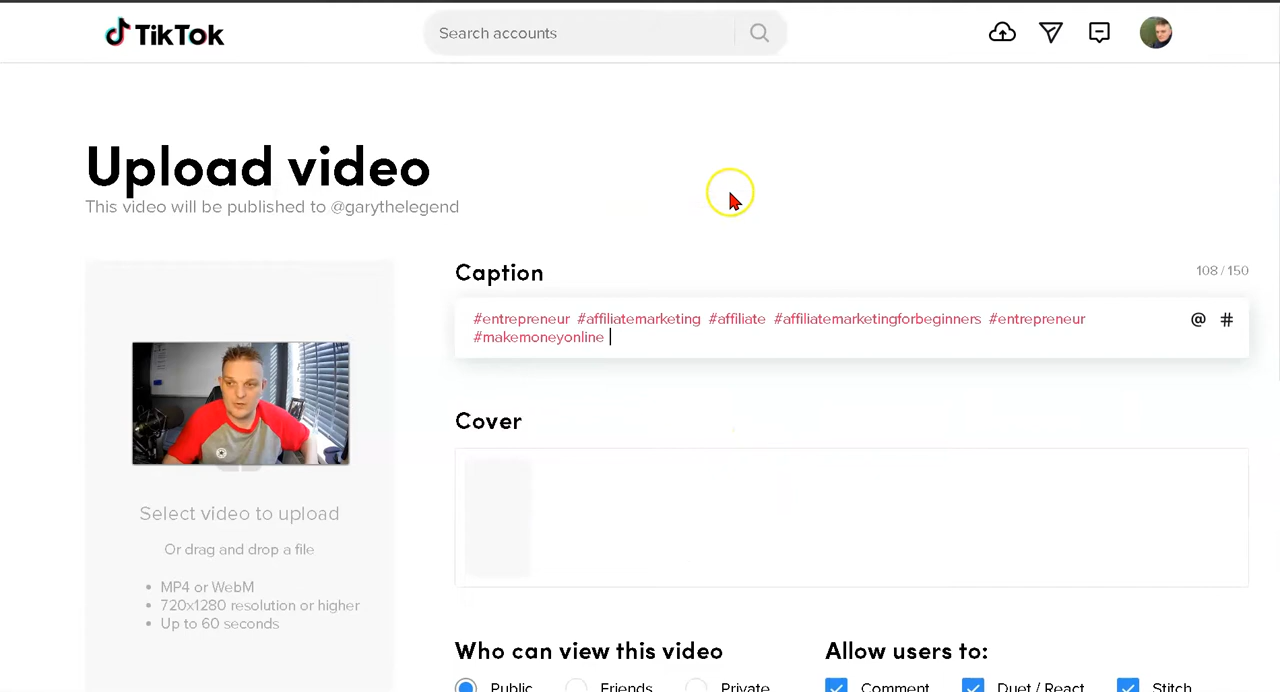 TikTok
Search accounts
Upload video
This video will be published to @garythelegend
Caption
108 / 150
#entrepreneur #affiliatemarketing #affiliate #affiliatemarketingforbeginners #entrepreneur
#makemoneyonline
@ #
Cover
Select video to upload
Or drag and drop a file
• MP4 or WebM
• 720x1280 resolution or higher
• Up to 60 seconds
Who can view this video
Allow users to:
Public Friends Private
Comment Duet / React Stitch